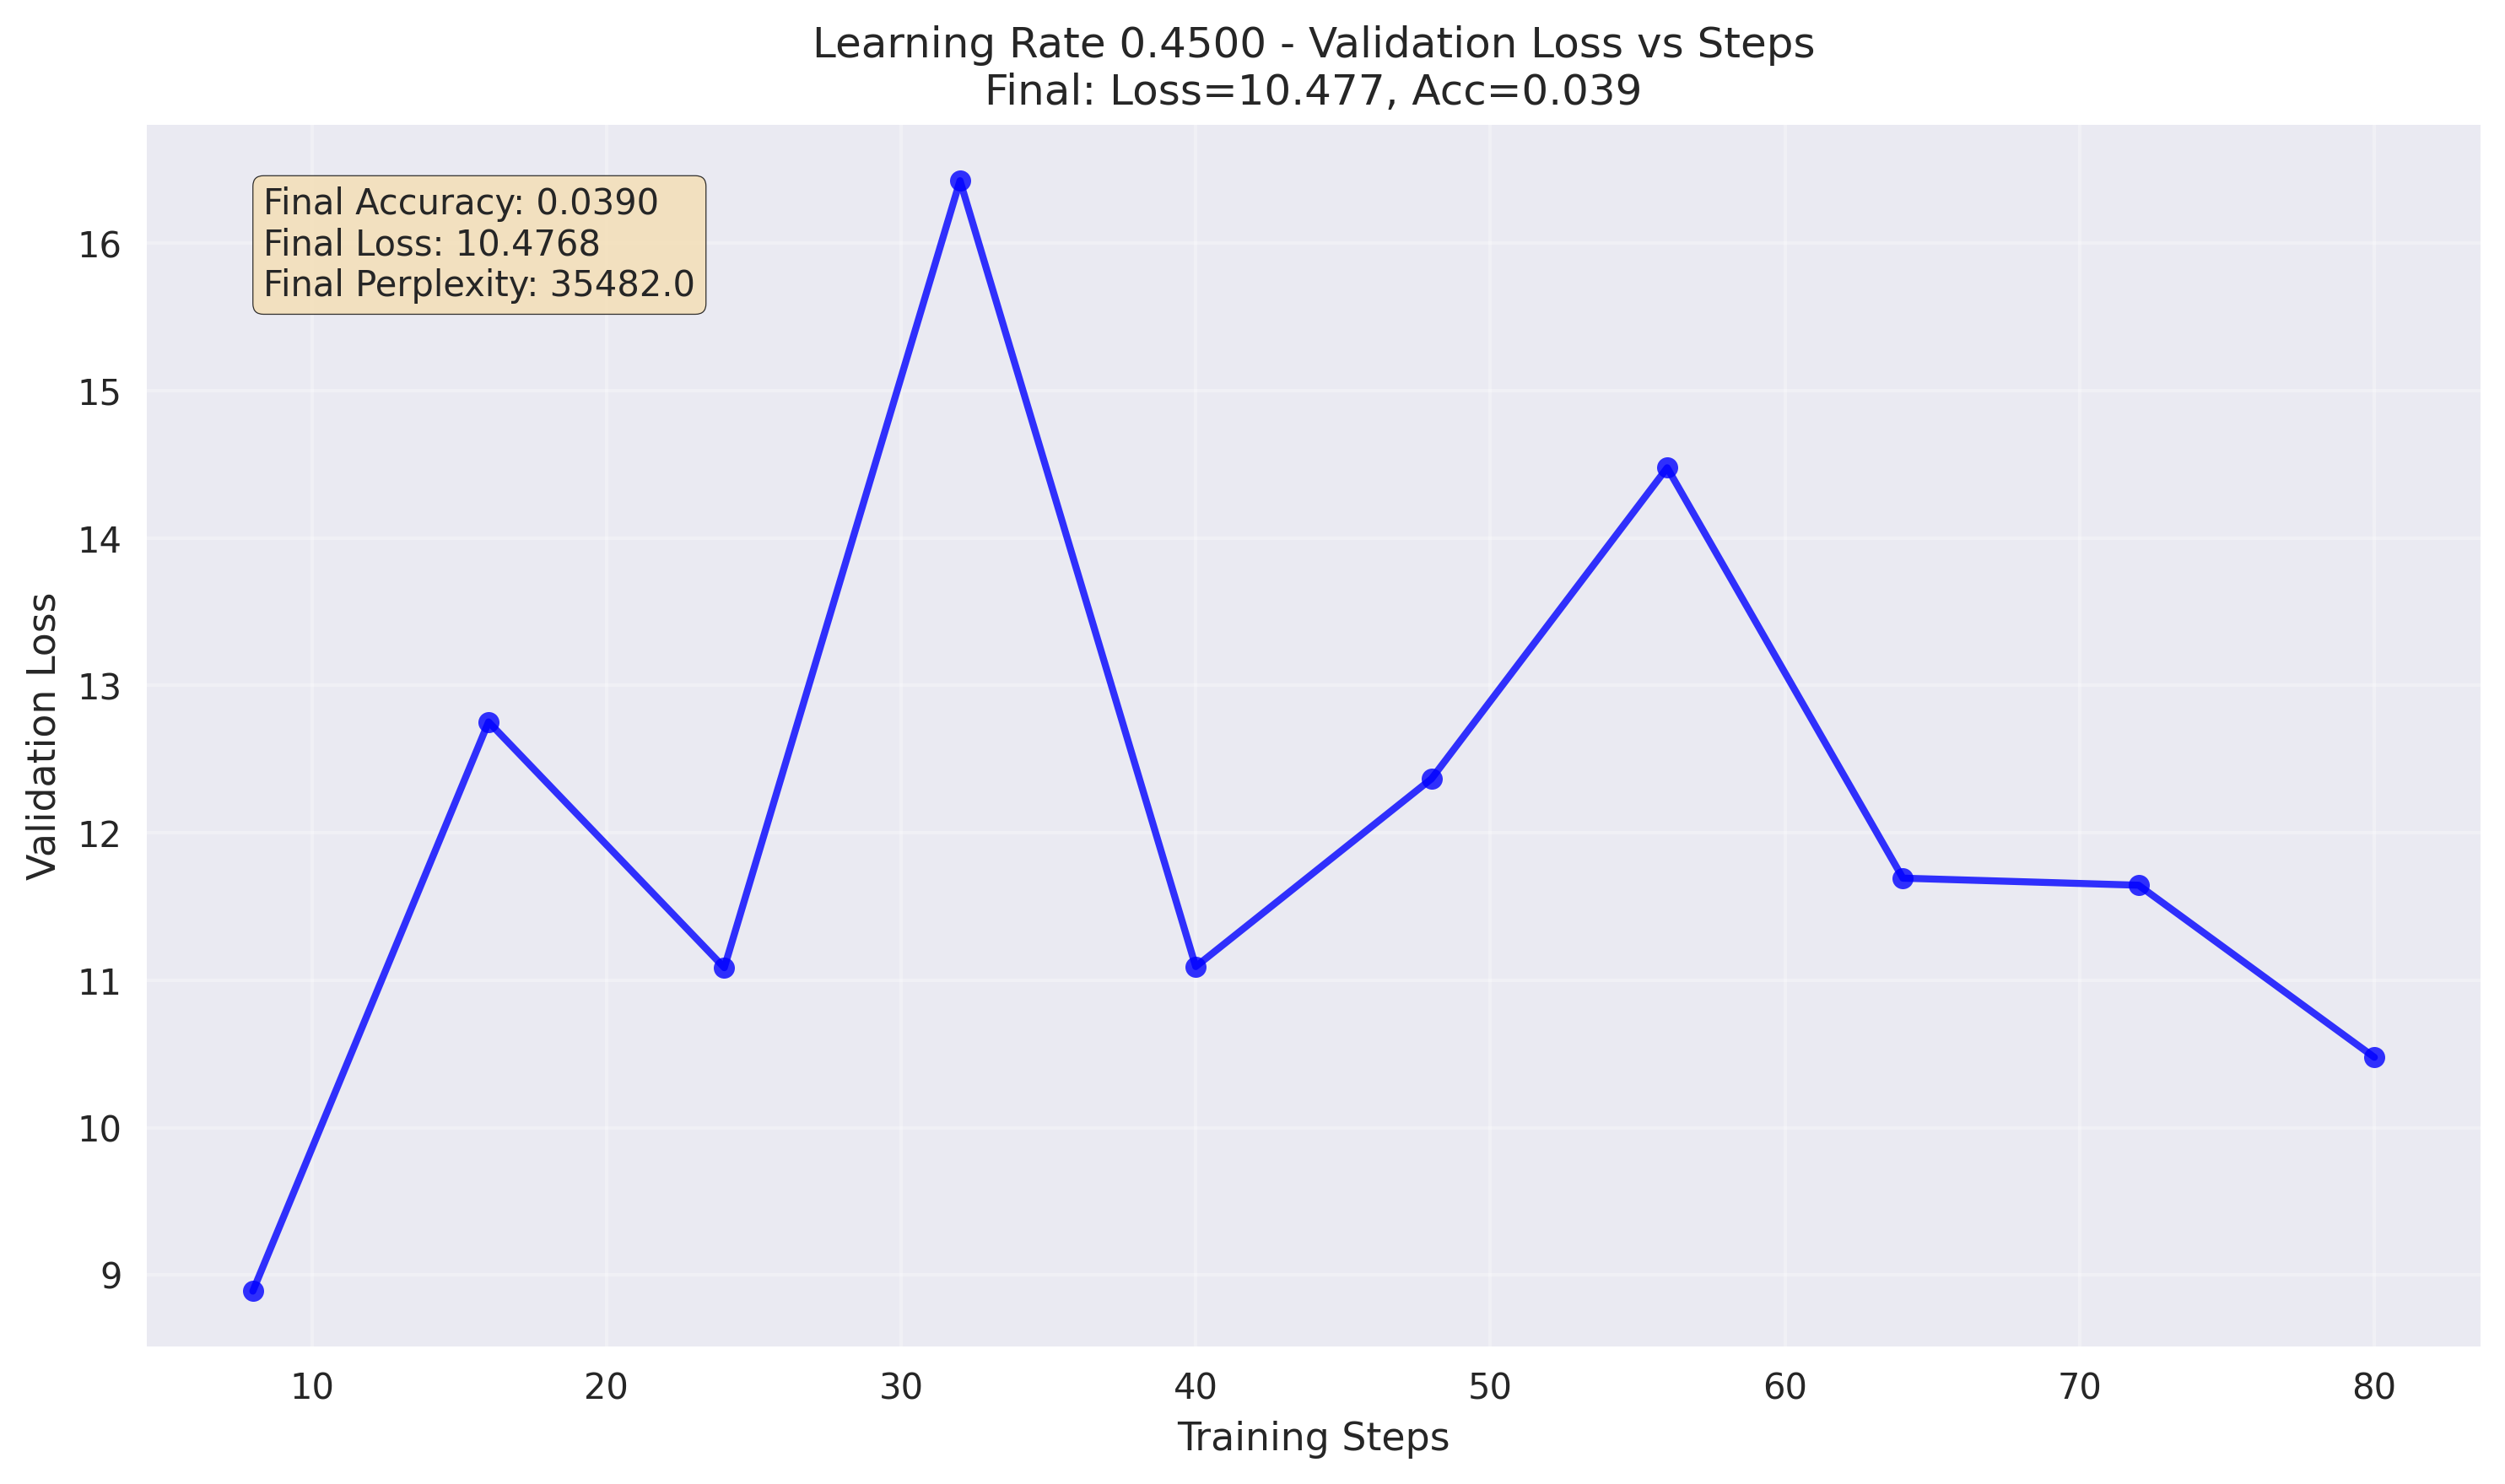 Learning Rate 0.4500 - Validation Loss vs Steps
Final: Loss=10.477, Acc=0.039
Final Accuracy: 0.0390
Final Loss: 10.4768
Final Perplexity: 35482.0
Validation Loss
16
15
14
13
12
11
10
9
10 20 30 40 50 60 70 80
Training Steps